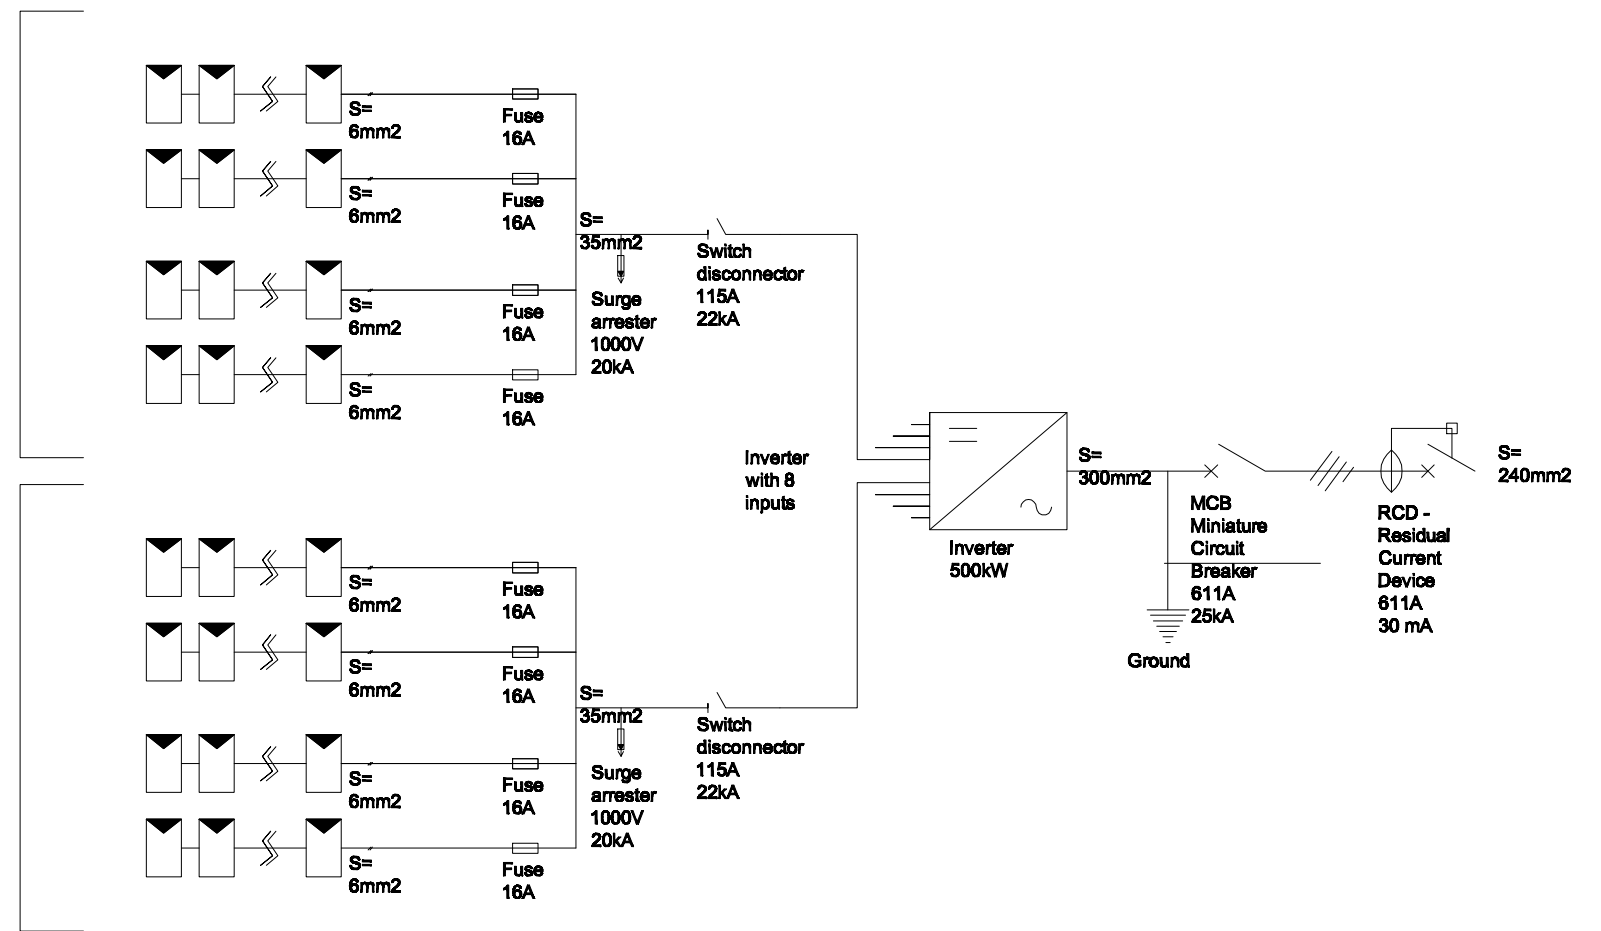 S=
6mm2
Fuse
16A
S=
6mm2
Fuse
16A
S=
35mm2
Switch
disconnector
115A
22kA
S=
6mm2
Fuse
16A
Surge
arrester
1000V
20kA
S=
6mm2
Fuse
16A
Inverter
with 8
inputs
Inverter
500kW
S=
300mm2
MCB
Miniature
Circuit
Breaker
611A
25kA
Ground
RCD -
Residual
Current
Device
611A
30 mA
S=
240mm2
S=
6mm2
Fuse
16A
S=
6mm2
Fuse
16A
S=
35mm2
Switch
disconnector
115A
22kA
S=
6mm2
Fuse
16A
Surge
arrester
1000V
20kA
S=
6mm2
Fuse
16A